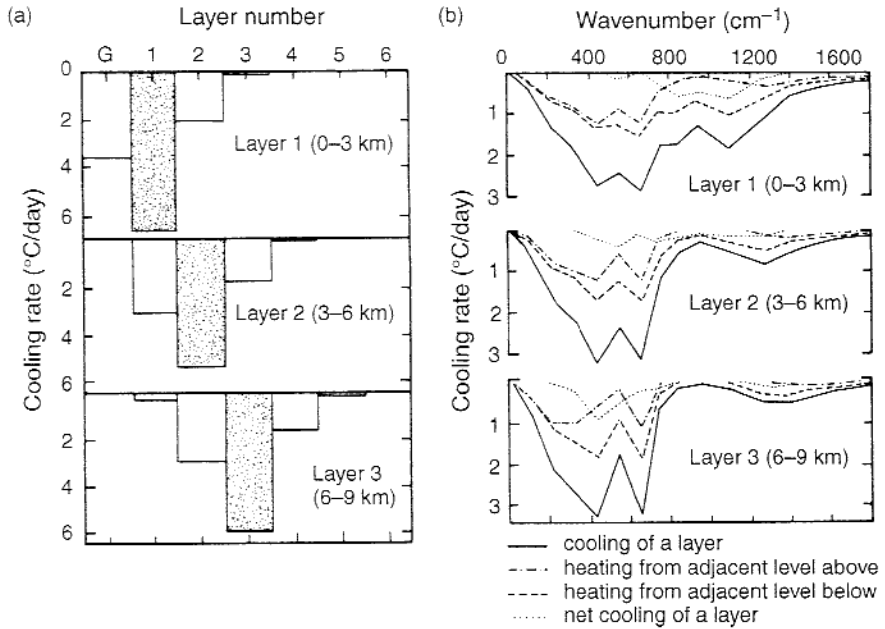 (a)
Layer number
G 1 2 3 4 5 6
Cooling rate (°C/day)
0
2
4
6
Layer 1 (0–3 km)
2
4
6
Layer 2 (3–6 km)
2
4
6
Layer 3
(6–9 km)
(b)
Wavenumber (cm⁻¹)
0 400 800 1200 1600
Cooling rate (°C/day)
1
2
3
Layer 1 (0–3 km)
1
2
3
Layer 2 (3–6 km)
1
2
3
Layer 3 (6–9 km)
cooling of a layer
heating from adjacent level above
heating from adjacent level below
net cooling of a layer